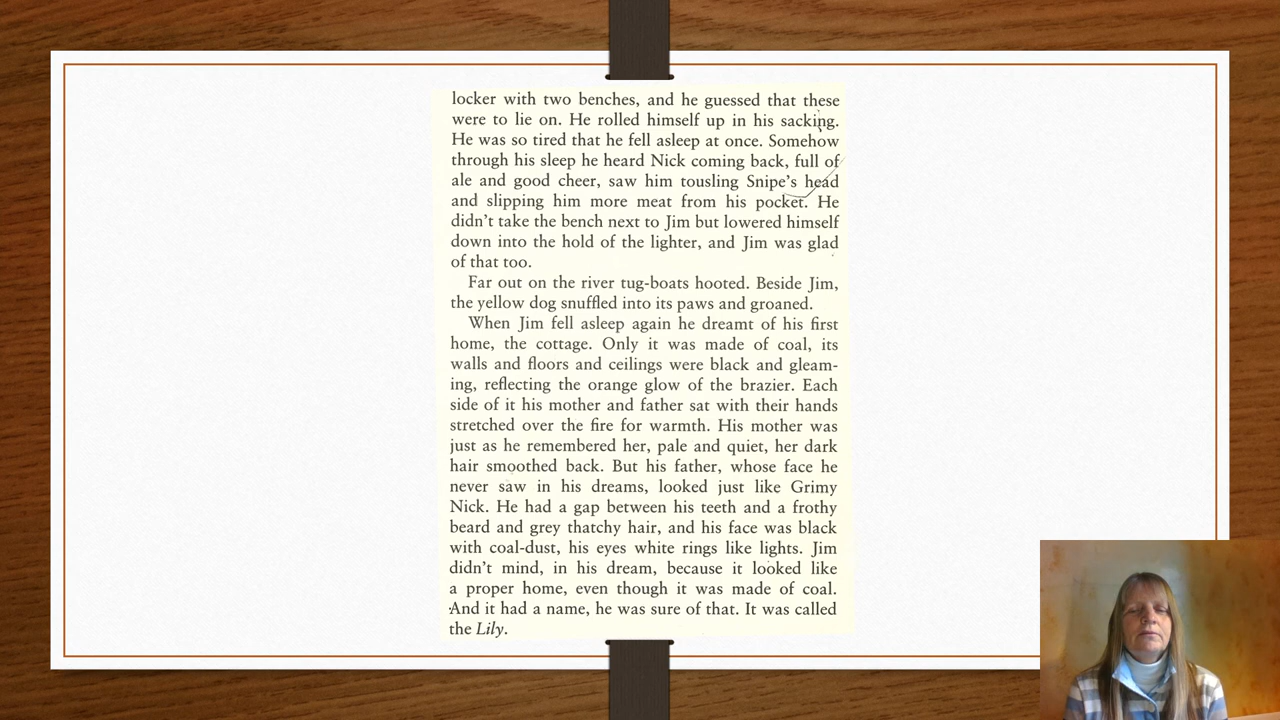 locker with two benches, and he guessed that these
were to lie on. He rolled himself up in his sacking.
He was so tired that he fell asleep at once. Somehow
through his sleep he heard Nick coming back, full of
ale and good cheer, saw him tousling Snipe's head
and slipping him more meat from his pocket. He
didn't take the bench next to Jim but lowered himself
down into the hold of the lighter, and Jim was glad
of that too.
Far out on the river tug-boats hooted. Beside Jim,
the yellow dog snuffled into its paws and groaned.
When Jim fell asleep again he dreamt of his first
home, the cottage. Only it was made of coal, its
walls and floors and ceilings were black and gleam-
ing, reflecting the orange glow of the brazier. Each
side of it his mother and father sat with their hands
stretched over the fire for warmth. His mother was
just as he remembered her, pale and quiet, her dark
hair smoothed back. But his father, whose face he
never saw in his dreams, looked just like Grimy
Nick. He had a gap between his teeth and a frothy
beard and grey thatchy hair, and his face was black
with coal-dust, his eyes white rings like lights. Jim
didn't mind, in his dream, because it looked like
a proper home, even though it was made of coal.
And it had a name, he was sure of that. It was called
the Lily.